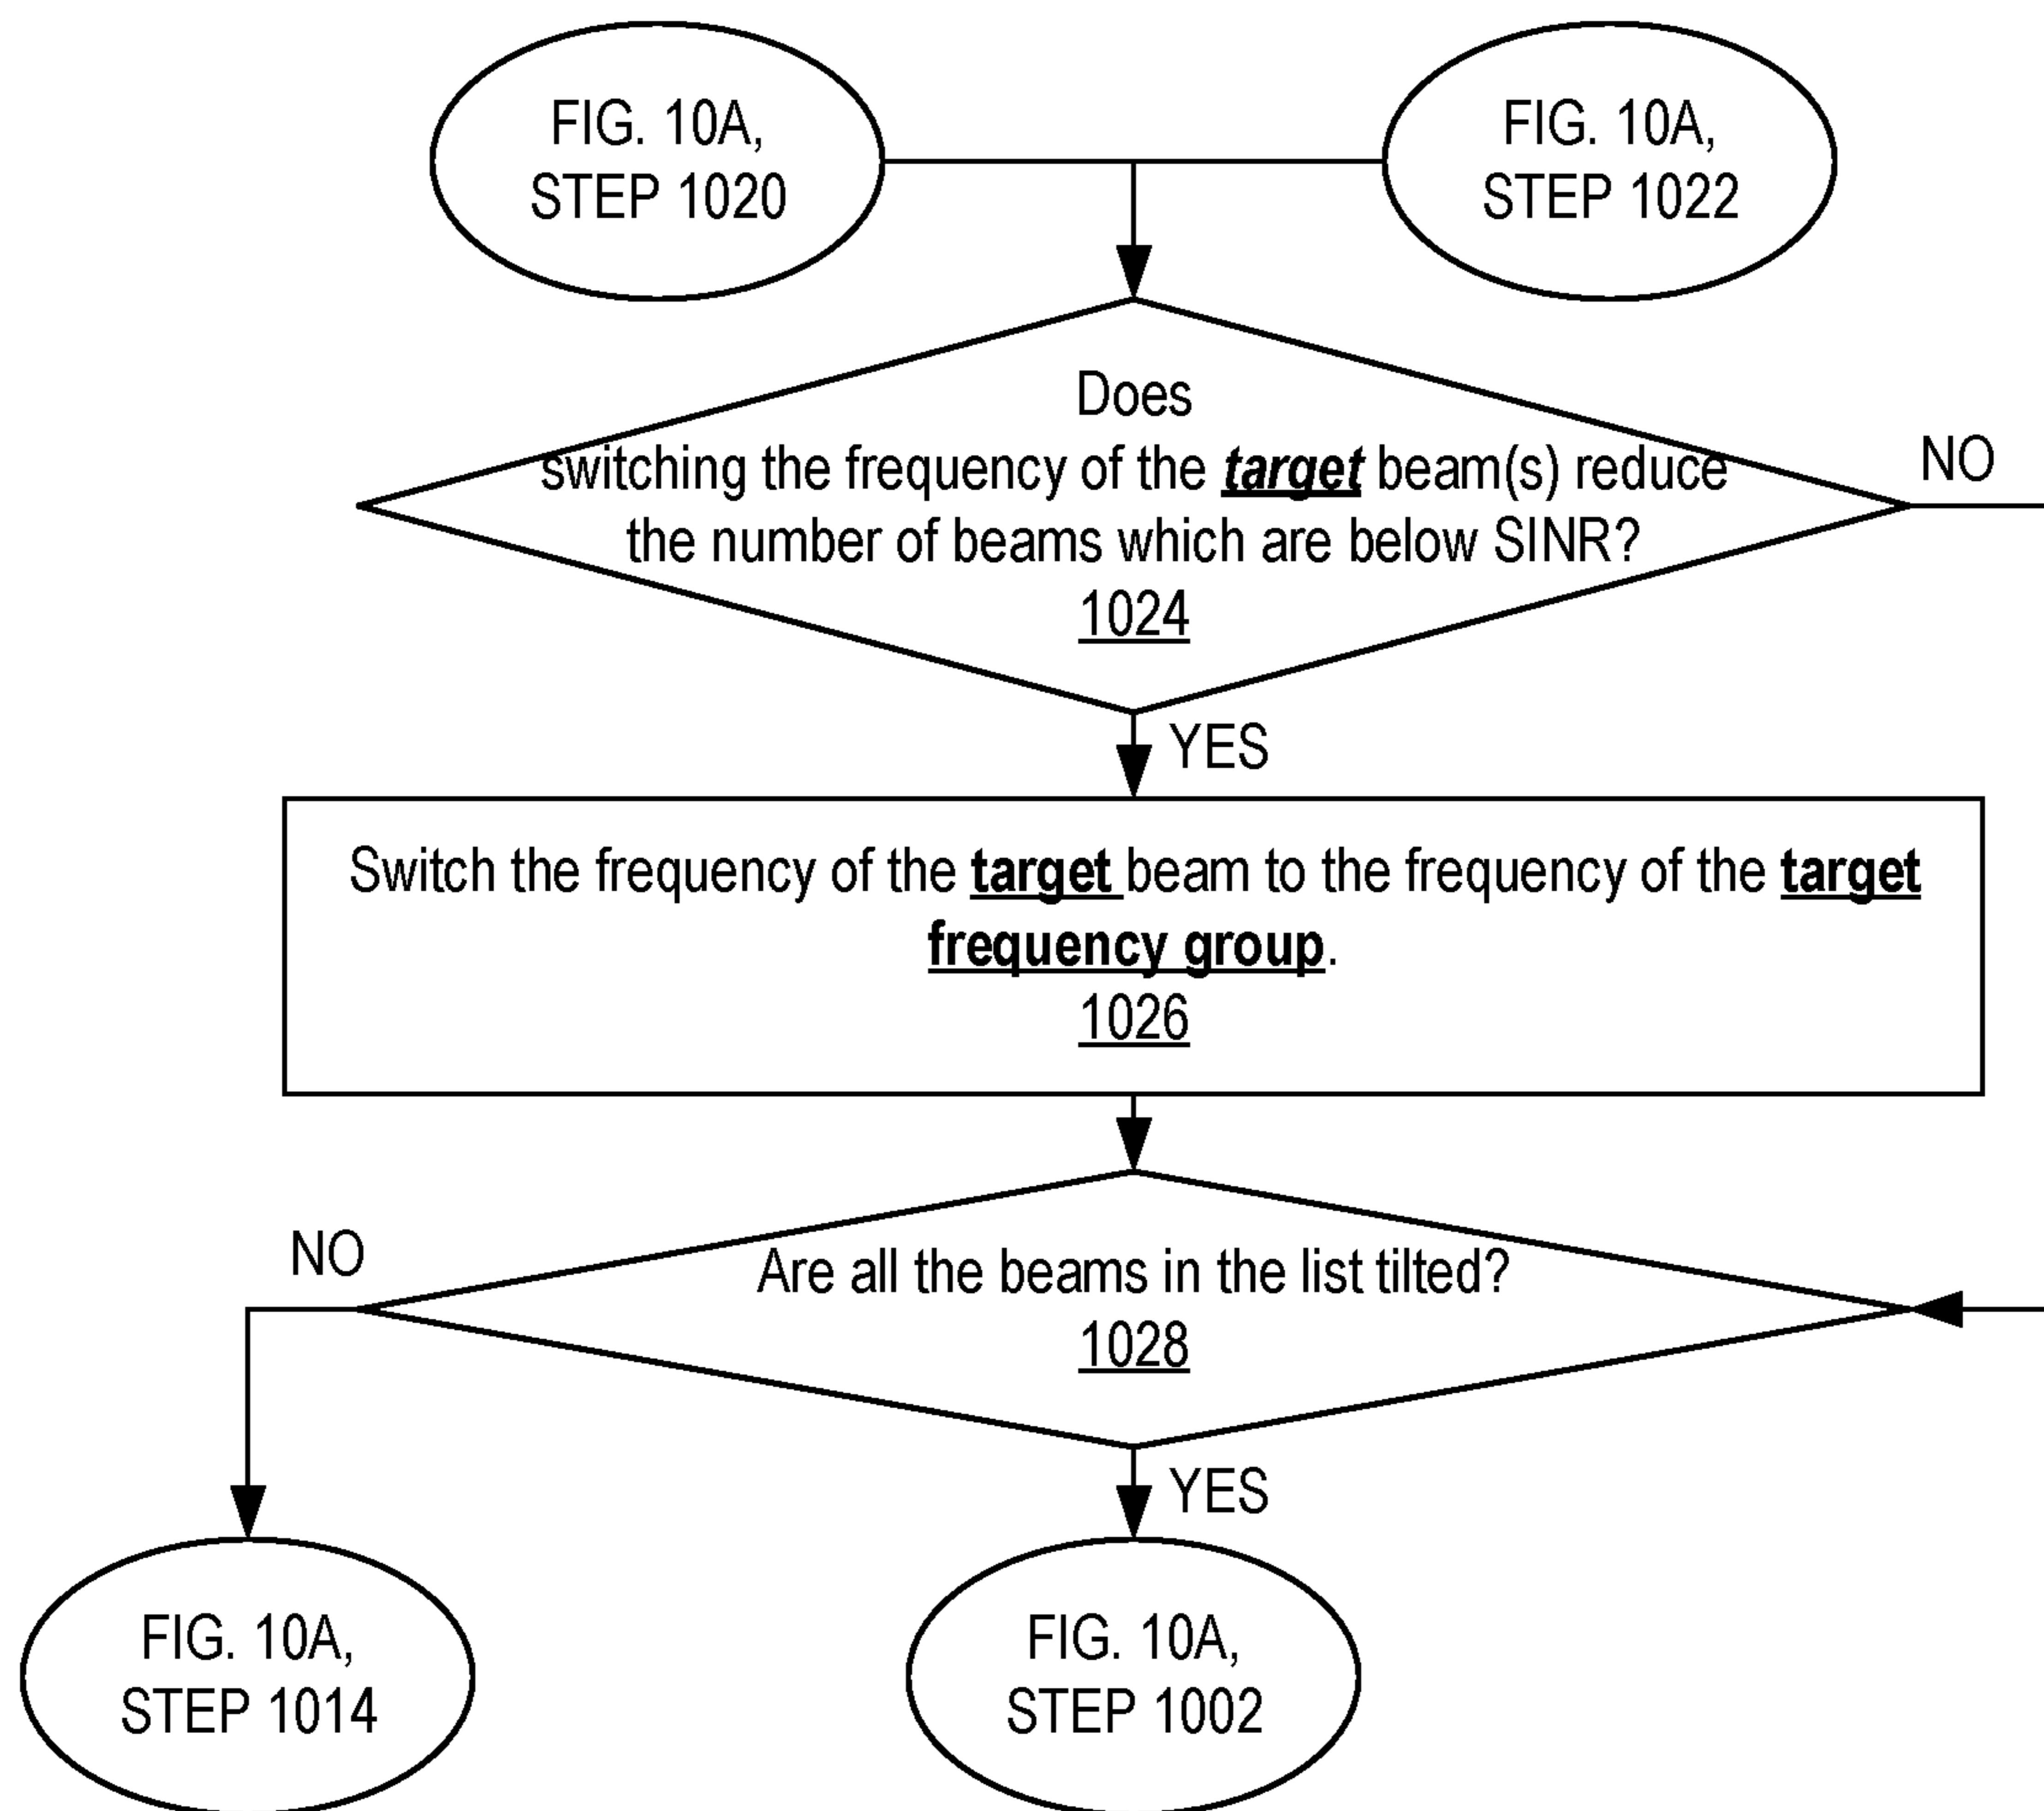 FIG. 10A,
STEP 1020
FIG. 10A,
STEP 1022
Does
switching the frequency of the target beam(s) reduce
the number of beams which are below SINR?
1024
NO
YES
Switch the frequency of the target beam to the frequency of the target
frequency group.
1026
NO
Are all the beams in the list tilted?
1028
YES
FIG. 10A,
STEP 1014
FIG. 10A,
STEP 1002